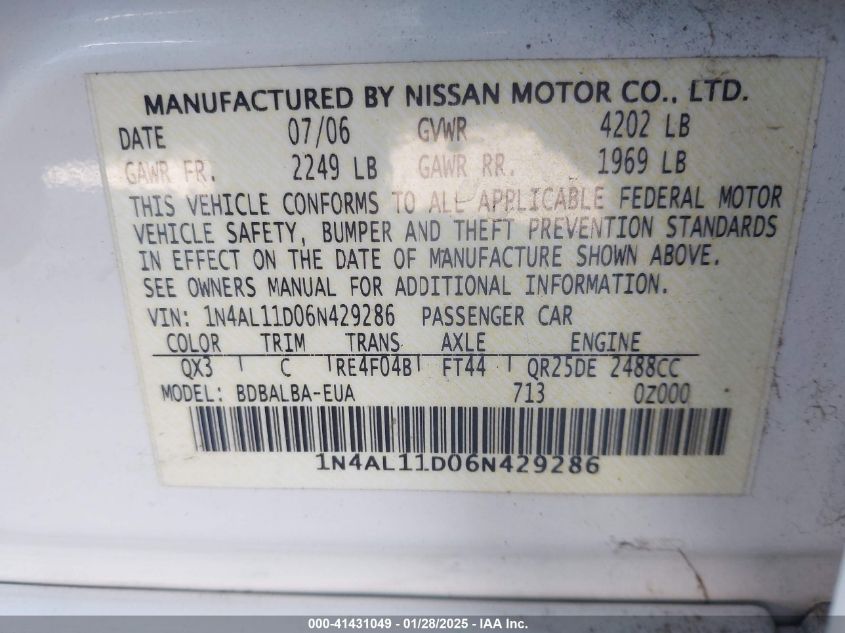 MANUFACTURED BY NISSAN MOTOR CO., LTD.
DATE 07/06 GVWR 4202 LB
GAWR FR. 2249 LB GAWR RR. 1969 LB
THIS VEHICLE CONFORMS TO ALL APPLICABLE FEDERAL MOTOR
VEHICLE SAFETY, BUMPER AND THEFT PREVENTION STANDARDS
IN EFFECT ON THE DATE OF MANUFACTURE SHOWN ABOVE.
SEE OWNERS MANUAL FOR ADDITIONAL INFORMATION.
VIN: 1N4AL11D06N429286 PASSENGER CAR
COLOR TRIM TRANS AXLE ENGINE
QX3 C RE4F04B FT44 QR25DE 2488CC
MODEL: BDBALBA-EUA 713 0Z000
1N4AL11D06N429286
000-41431049 — 01/28/2025 — IAA Inc.